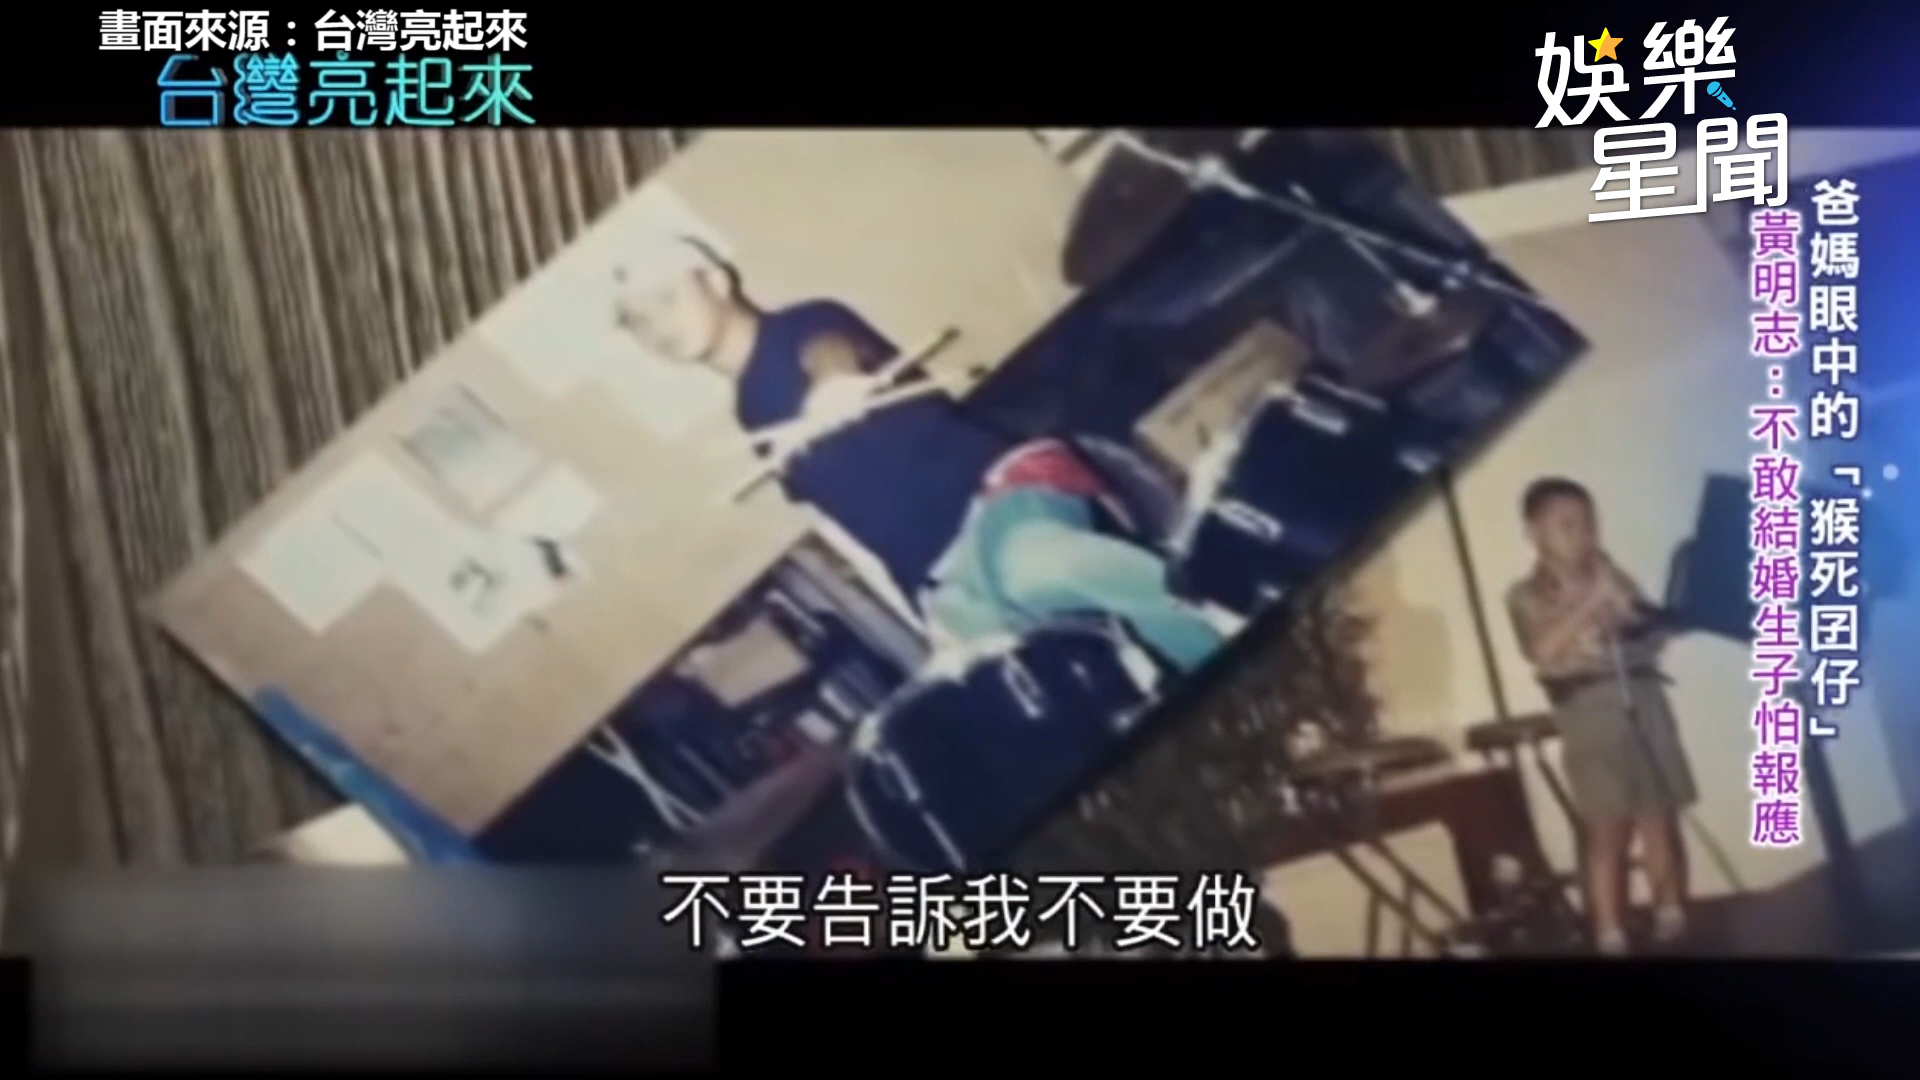 畫面來源：台灣亮起來
台灣亮起來
娛樂
星聞
爸媽眼中的「猴死囝仔」
黃明志：不敢結婚生子怕報應
不要告訴我不要做